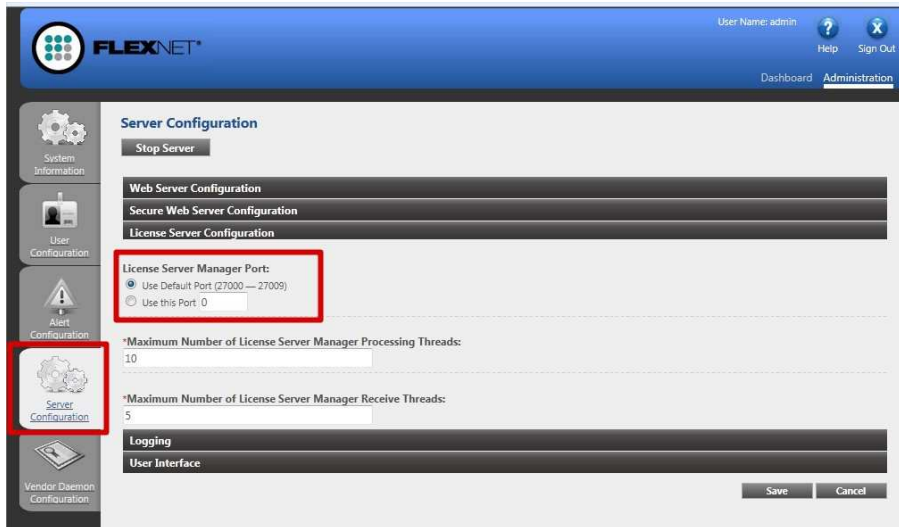 User Name: admin
Help
Sign Out
FLEXNET®
Dashboard Administration
System
Information
User
Configuration
Alert
Configuration
Server
Configuration
Vendor Daemon
Configuration
Server Configuration
Stop Server
Web Server Configuration
Secure Web Server Configuration
License Server Configuration
License Server Manager Port:
Use Default Port (27000 — 27009)
Use this Port 0
*Maximum Number of License Server Manager Processing Threads:
10
*Maximum Number of License Server Manager Receive Threads:
5
Logging
User Interface
Save Cancel